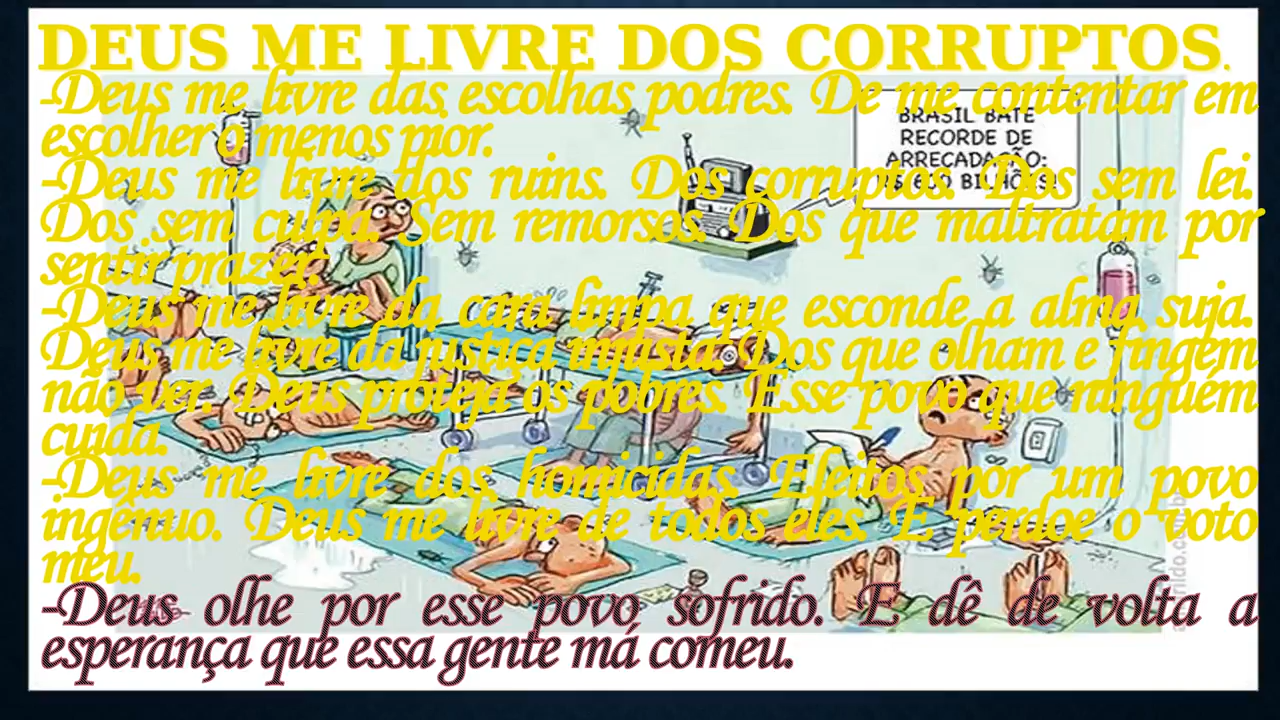 DEUS ME LIVRE DOS CORRUPTOS.
-Deus me livre das escolhas podres. De me contentar em
escolher o menos pior.
-Deus me livre dos ruins. Dos corruptos. Dos sem lei.
Dos sem culpa. Sem remorsos. Dos que maltratam por
sentir prazer.
-Deus me livre da cara limpa que esconde a alma suja.
Deus me livre da justiça injusta. Dos que olham e fingem
não ver. Deus proteja os pobres. Esse povo que ninguém
cuida.
-Deus me livre dos homicidas. Eleitos por um povo
ingênuo. Deus me livre de todos eles. E perdoe o voto
meu.
-Deus olhe por esse povo sofrido. E dê de volta a
esperança que essa gente má comeu.
BRASIL BATE
RECORDE DE
ARRECADAÇÃO:
R$ 600 BILHÕES!